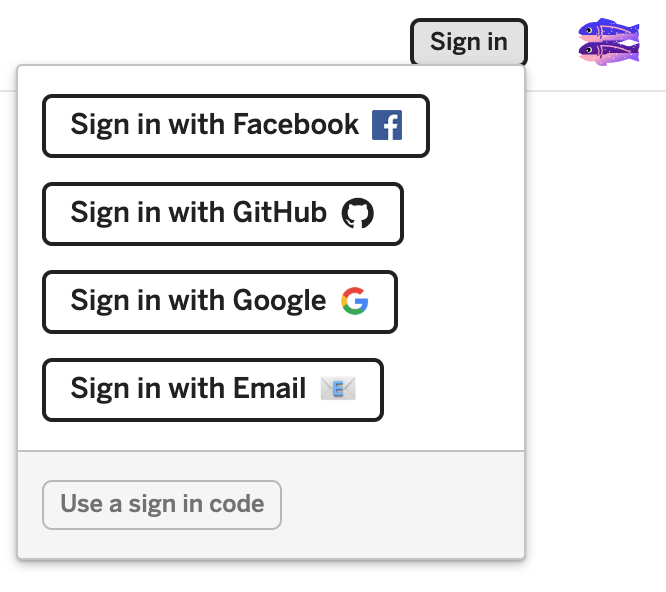 Sign in
Sign in with Facebook
Sign in with GitHub
Sign in with Google
Sign in with Email
Use a sign in code